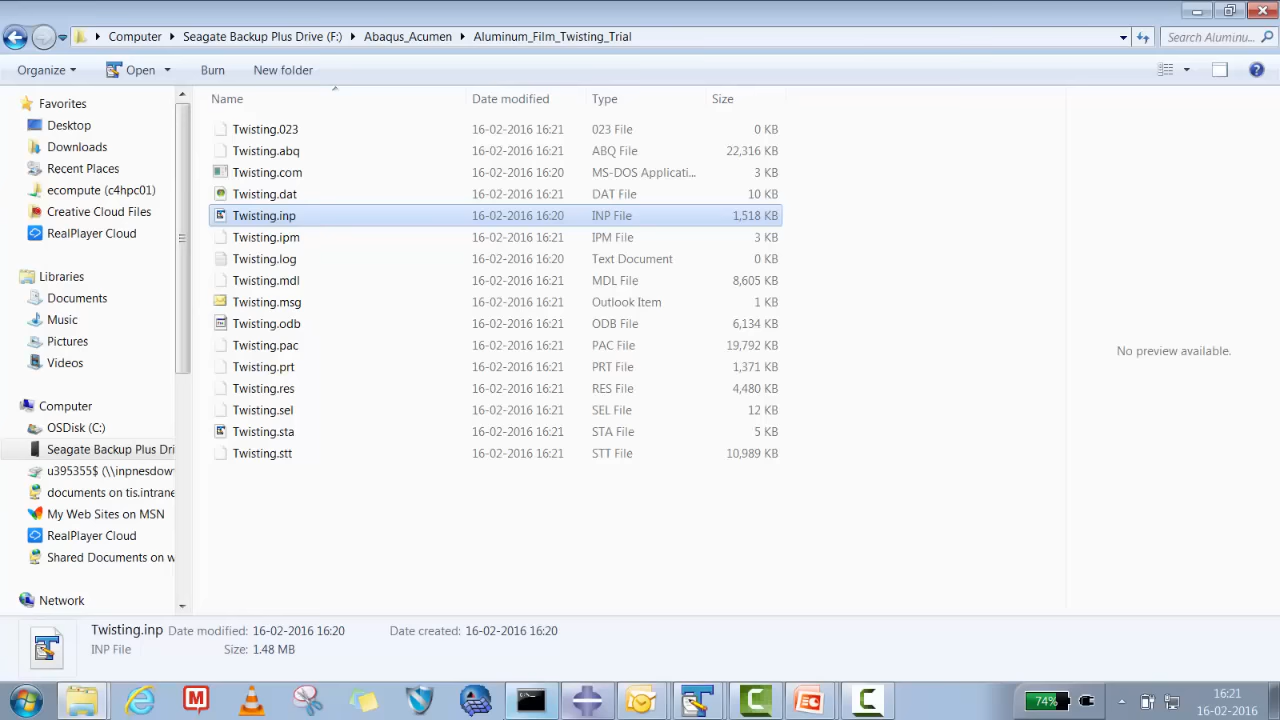 Computer Seagate Backup Plus Drive (F:) Abaqus_Acumen Aluminum_Film_Twisting_Trial Search Aluminu...
Organize Open Burn New folder
Name Date modified Type Size
Favorites
Desktop
Downloads
Recent Places
ecompute (c4hpc01)
Creative Cloud Files
RealPlayer Cloud
Libraries
Documents
Music
Pictures
Videos
Computer
OSDisk (C:)
Seagate Backup Plus Dri
u395355$ (\\inpnesdow
documents on tis.intrane
My Web Sites on MSN
RealPlayer Cloud
Shared Documents on w
Network
Twisting.023 16-02-2016 16:21 023 File 0 KB
Twisting.abq 16-02-2016 16:21 ABQ File 22,316 KB
Twisting.com 16-02-2016 16:20 MS-DOS Applicati... 3 KB
Twisting.dat 16-02-2016 16:21 DAT File 10 KB
Twisting.inp 16-02-2016 16:20 INP File 1,518 KB
Twisting.ipm 16-02-2016 16:21 IPM File 3 KB
Twisting.log 16-02-2016 16:20 Text Document 0 KB
Twisting.mdl 16-02-2016 16:21 MDL File 8,605 KB
Twisting.msg 16-02-2016 16:21 Outlook Item 1 KB
Twisting.odb 16-02-2016 16:21 ODB File 6,134 KB
Twisting.pac 16-02-2016 16:21 PAC File 19,792 KB
Twisting.prt 16-02-2016 16:21 PRT File 1,371 KB
Twisting.res 16-02-2016 16:21 RES File 4,480 KB
Twisting.sel 16-02-2016 16:21 SEL File 12 KB
Twisting.sta 16-02-2016 16:21 STA File 5 KB
Twisting.stt 16-02-2016 16:21 STT File 10,989 KB
No preview available.
Twisting.inp Date modified: 16-02-2016 16:20 Date created: 16-02-2016 16:20
INP File Size: 1.48 MB
74% 16:21
16-02-2016